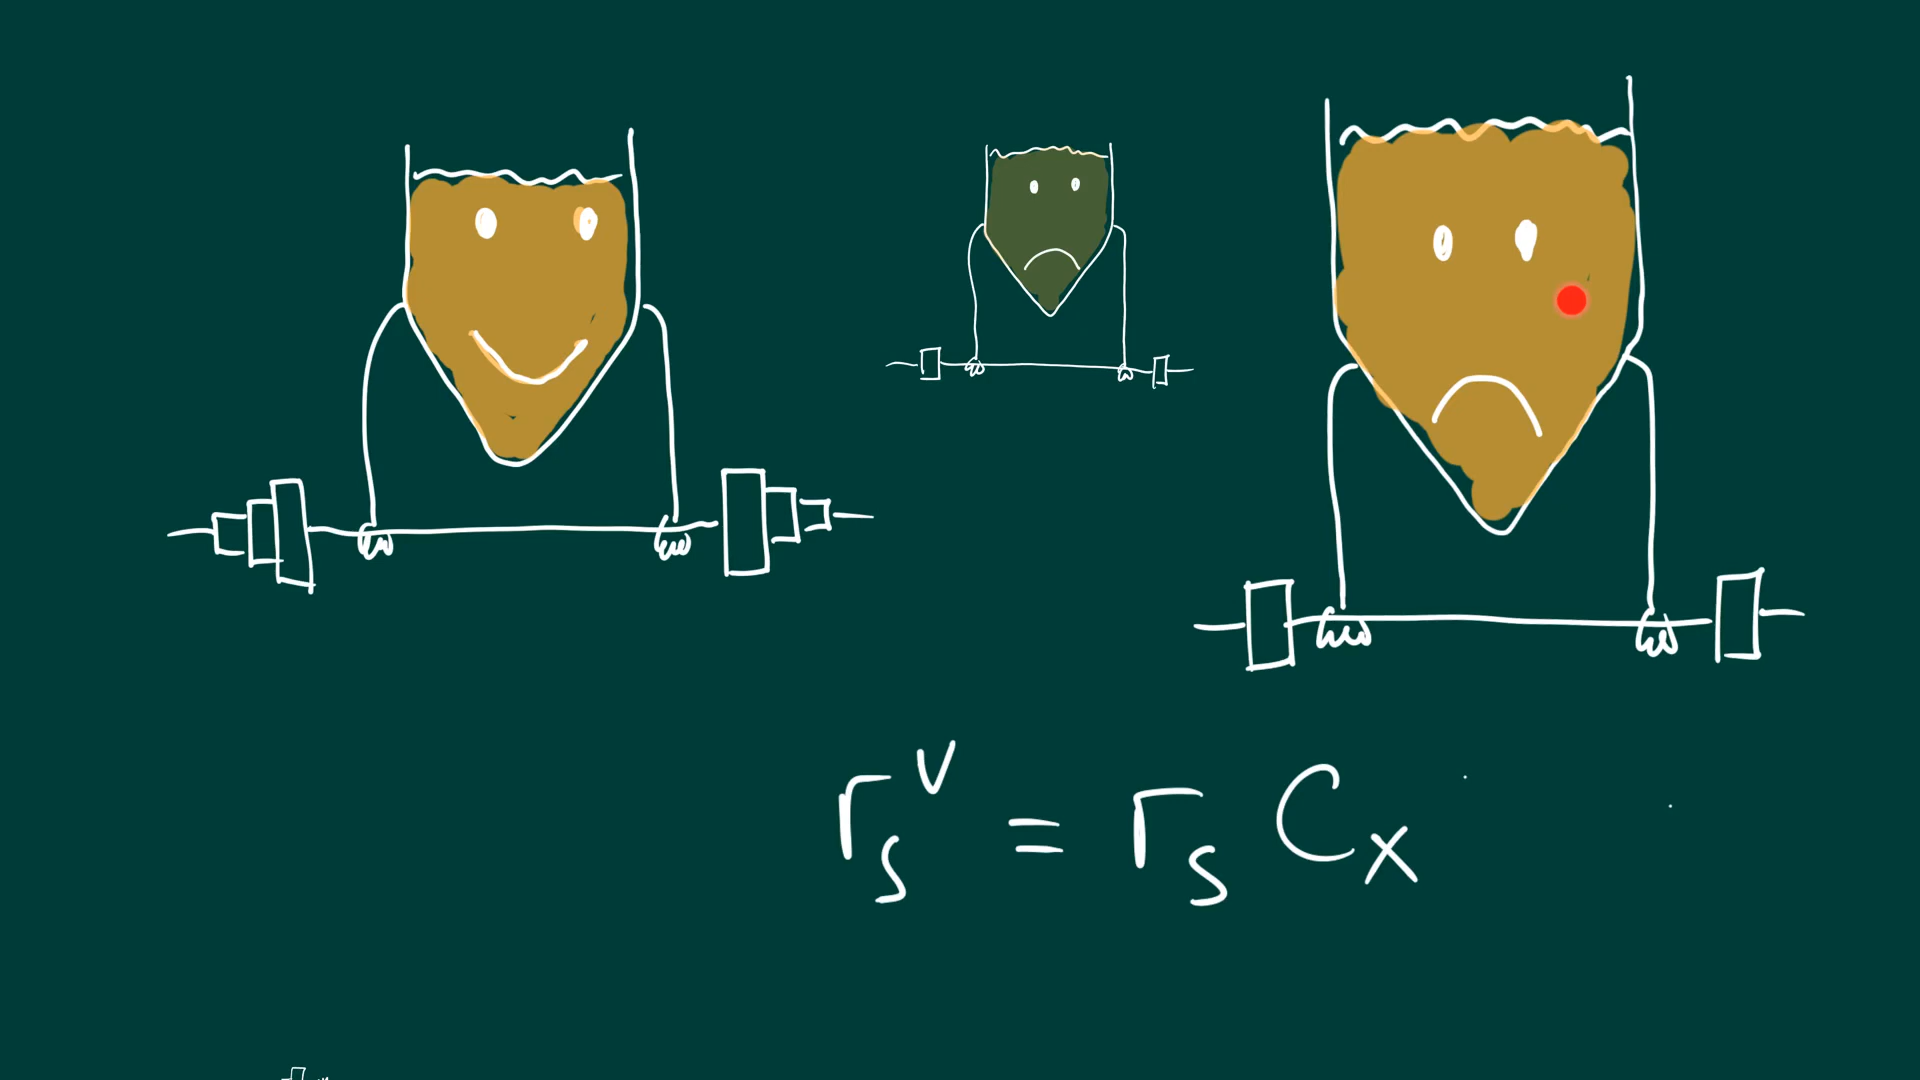 r_s^v = r_s C_x